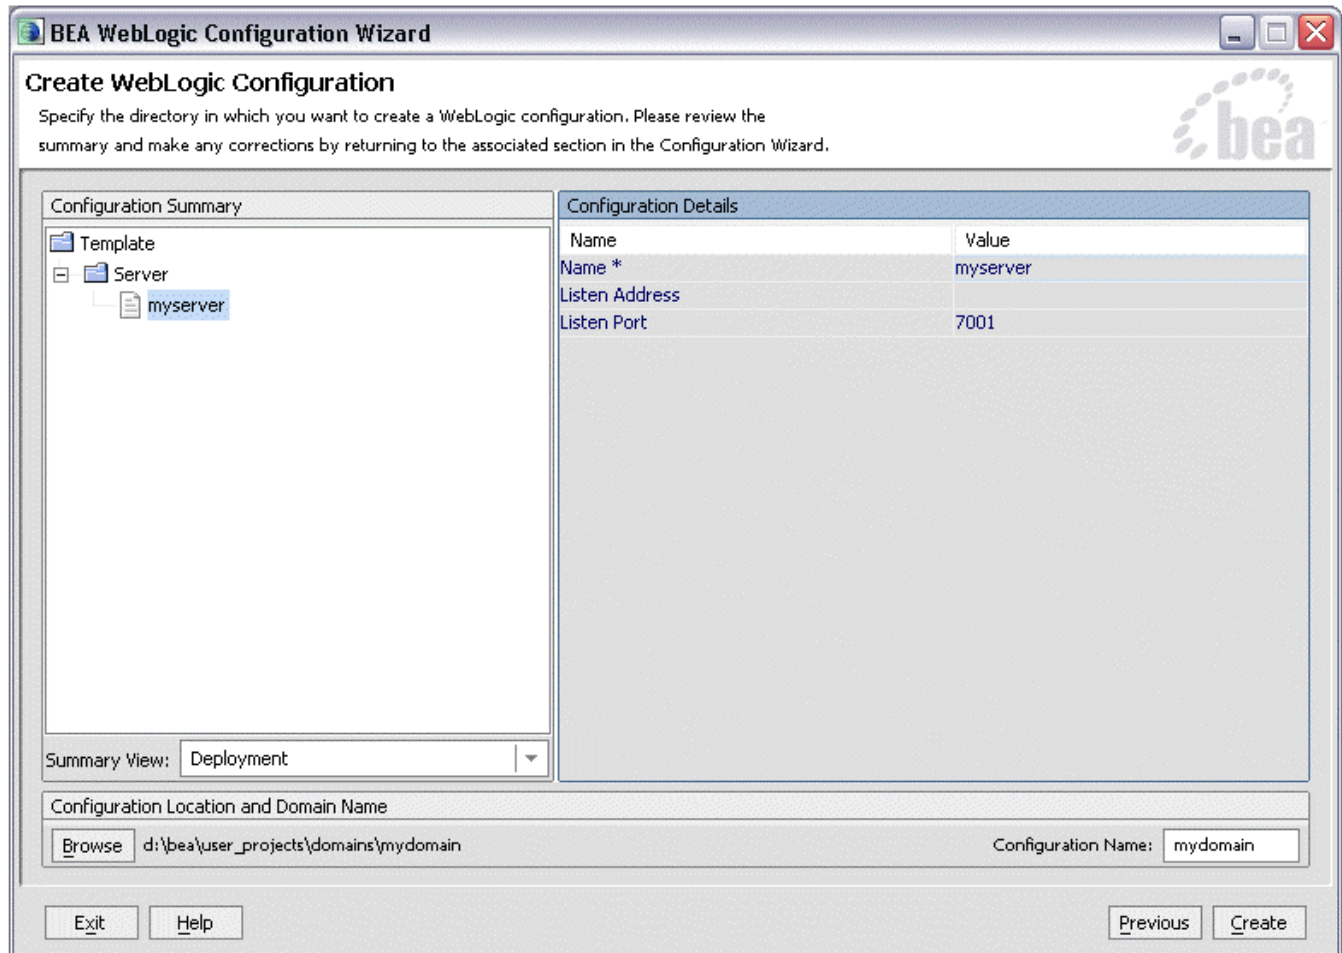 BEA WebLogic Configuration Wizard
Create WebLogic Configuration
Specify the directory in which you want to create a WebLogic configuration. Please review the
summary and make any corrections by returning to the associated section in the Configuration Wizard.
bea
Configuration Summary
Template
Server
myserver
Summary View: Deployment
Configuration Details
Name Value
Name * myserver
Listen Address
Listen Port 7001
Configuration Location and Domain Name
Browse d:\bea\user_projects\domains\mydomain Configuration Name: mydomain
Exit Help Previous Create